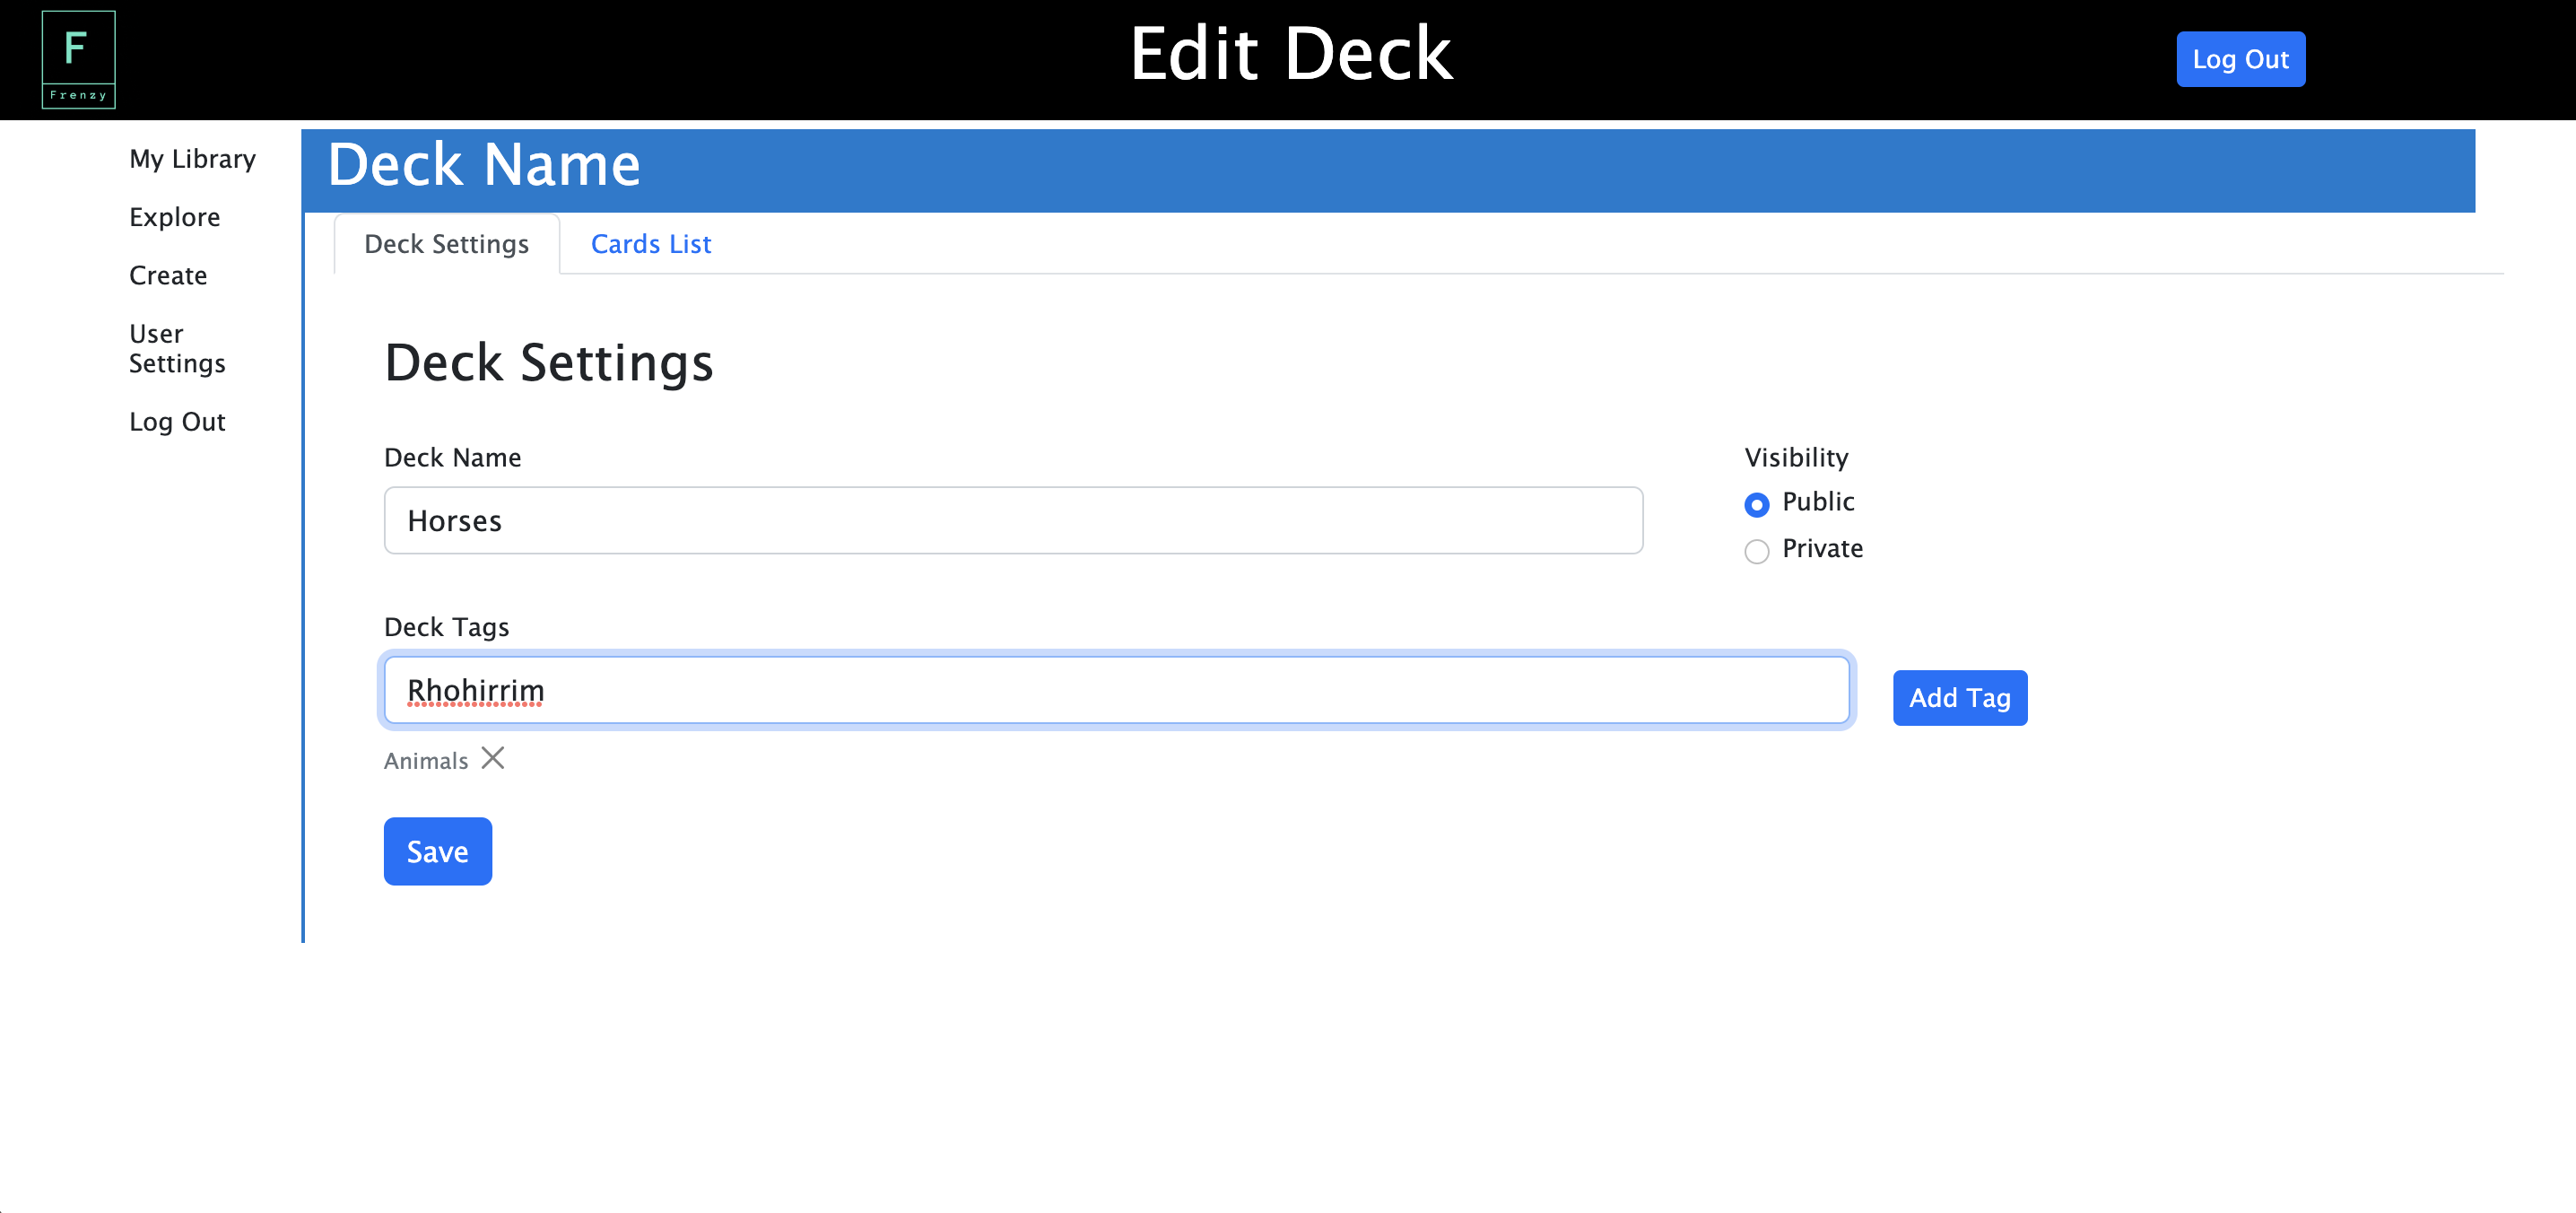 F
Frenzy
Edit Deck
Log Out
My Library
Explore
Create
User
Settings
Log Out
Deck Name
Deck Settings
Cards List
Deck Settings
Deck Name
Horses
Visibility
Public
Private
Deck Tags
Rhohirrim
Add Tag
Animals
Save